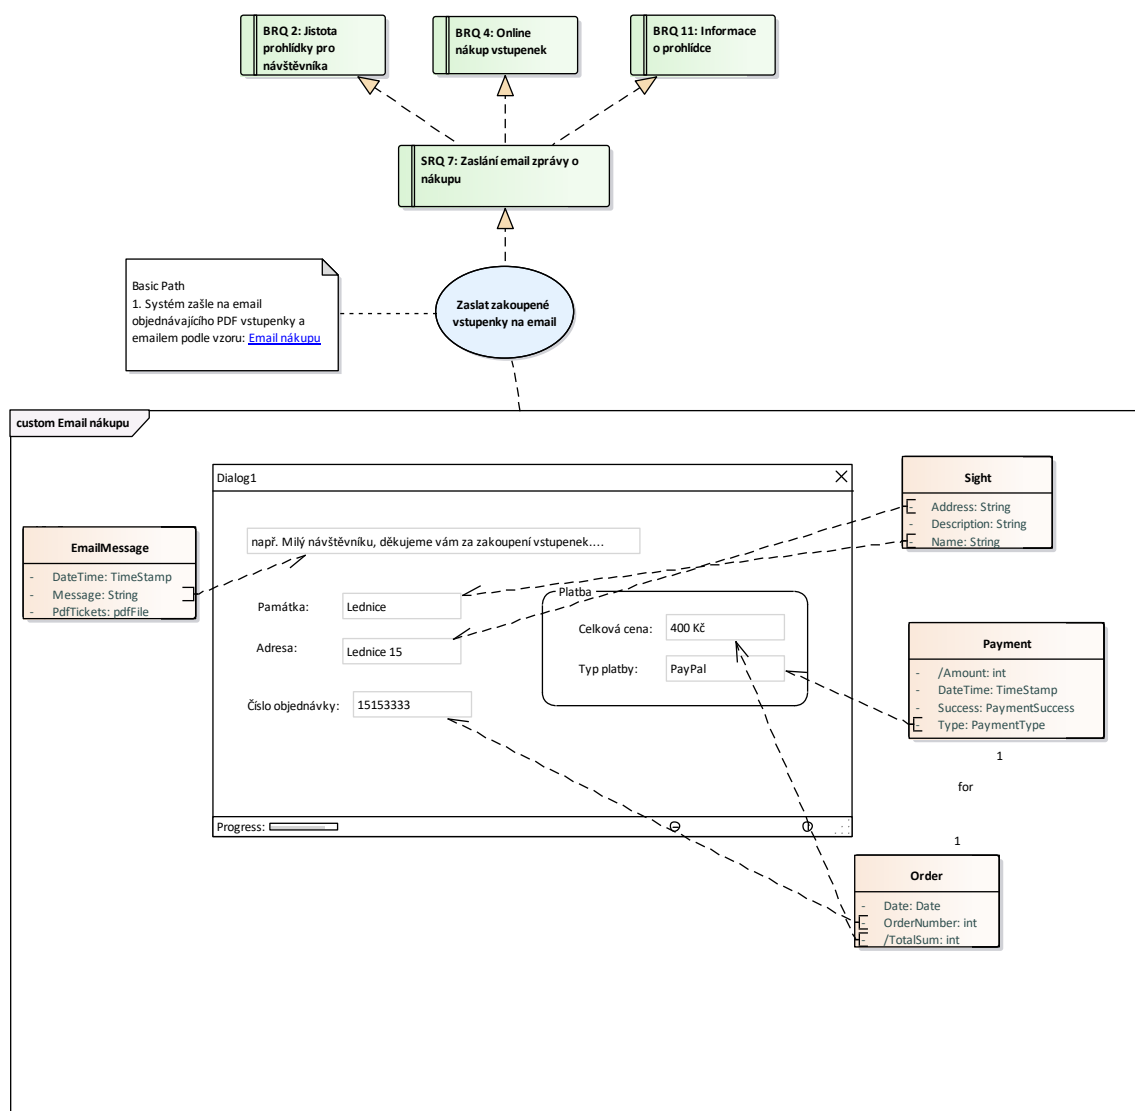 BRQ 2: Jistota
prohlídky pro
návštěvníka
BRQ 4: Online
nákup vstupenek
BRQ 11: Informace
o prohlídce
SRQ 7: Zaslání email zprávy o
nákupu
Basic Path
1. Systém zašle na email
objednávajícího PDF vstupenky a
emailem podle vzoru: Email nákupu
Zaslat zakoupené
vstupenky na email
custom Email nákupu
Dialog1
např. Milý návštěvníku, děkujeme vám za zakoupení vstupenek....
Památka:
Lednice
Adresa:
Lednice 15
Číslo objednávky:
15153333
Platba
Celková cena:
400 Kč
Typ platby:
PayPal
Progress:
EmailMessage
- DateTime: TimeStamp
- Message: String
- PdfTickets: pdfFile
Sight
- Address: String
- Description: String
- Name: String
Payment
- /Amount: int
- DateTime: TimeStamp
- Success: PaymentSuccess
- Type: PaymentType
1
for
1
Order
- Date: Date
- OrderNumber: int
- /TotalSum: int